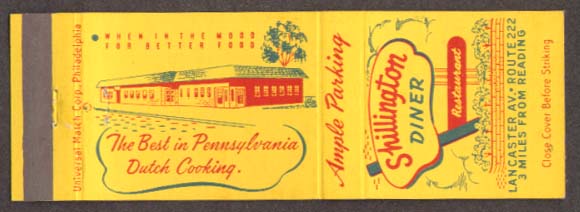 Universal Match Corp., Philadelphia
WHEN IN THE MOOD
FOR BETTER FOOD
The Best in Pennsylvania
Dutch Cooking.
Ample Parking
Shillington
DINER
Restaurant
LANCASTER AV. • ROUTE 222
3 MILES FROM READING
Close Cover Before Striking